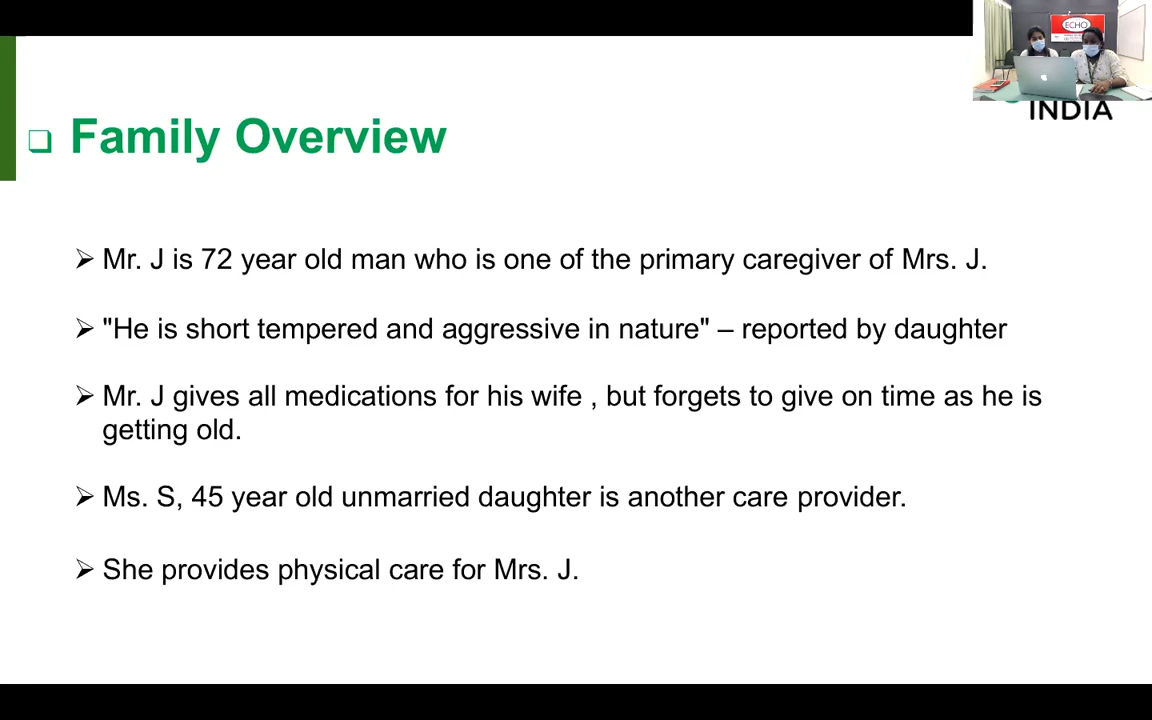 ECHO
INDIA
Family Overview
Mr. J is 72 year old man who is one of the primary caregiver of Mrs. J.
"He is short tempered and aggressive in nature" – reported by daughter
Mr. J gives all medications for his wife , but forgets to give on time as he is
getting old.
Ms. S, 45 year old unmarried daughter is another care provider.
She provides physical care for Mrs. J.